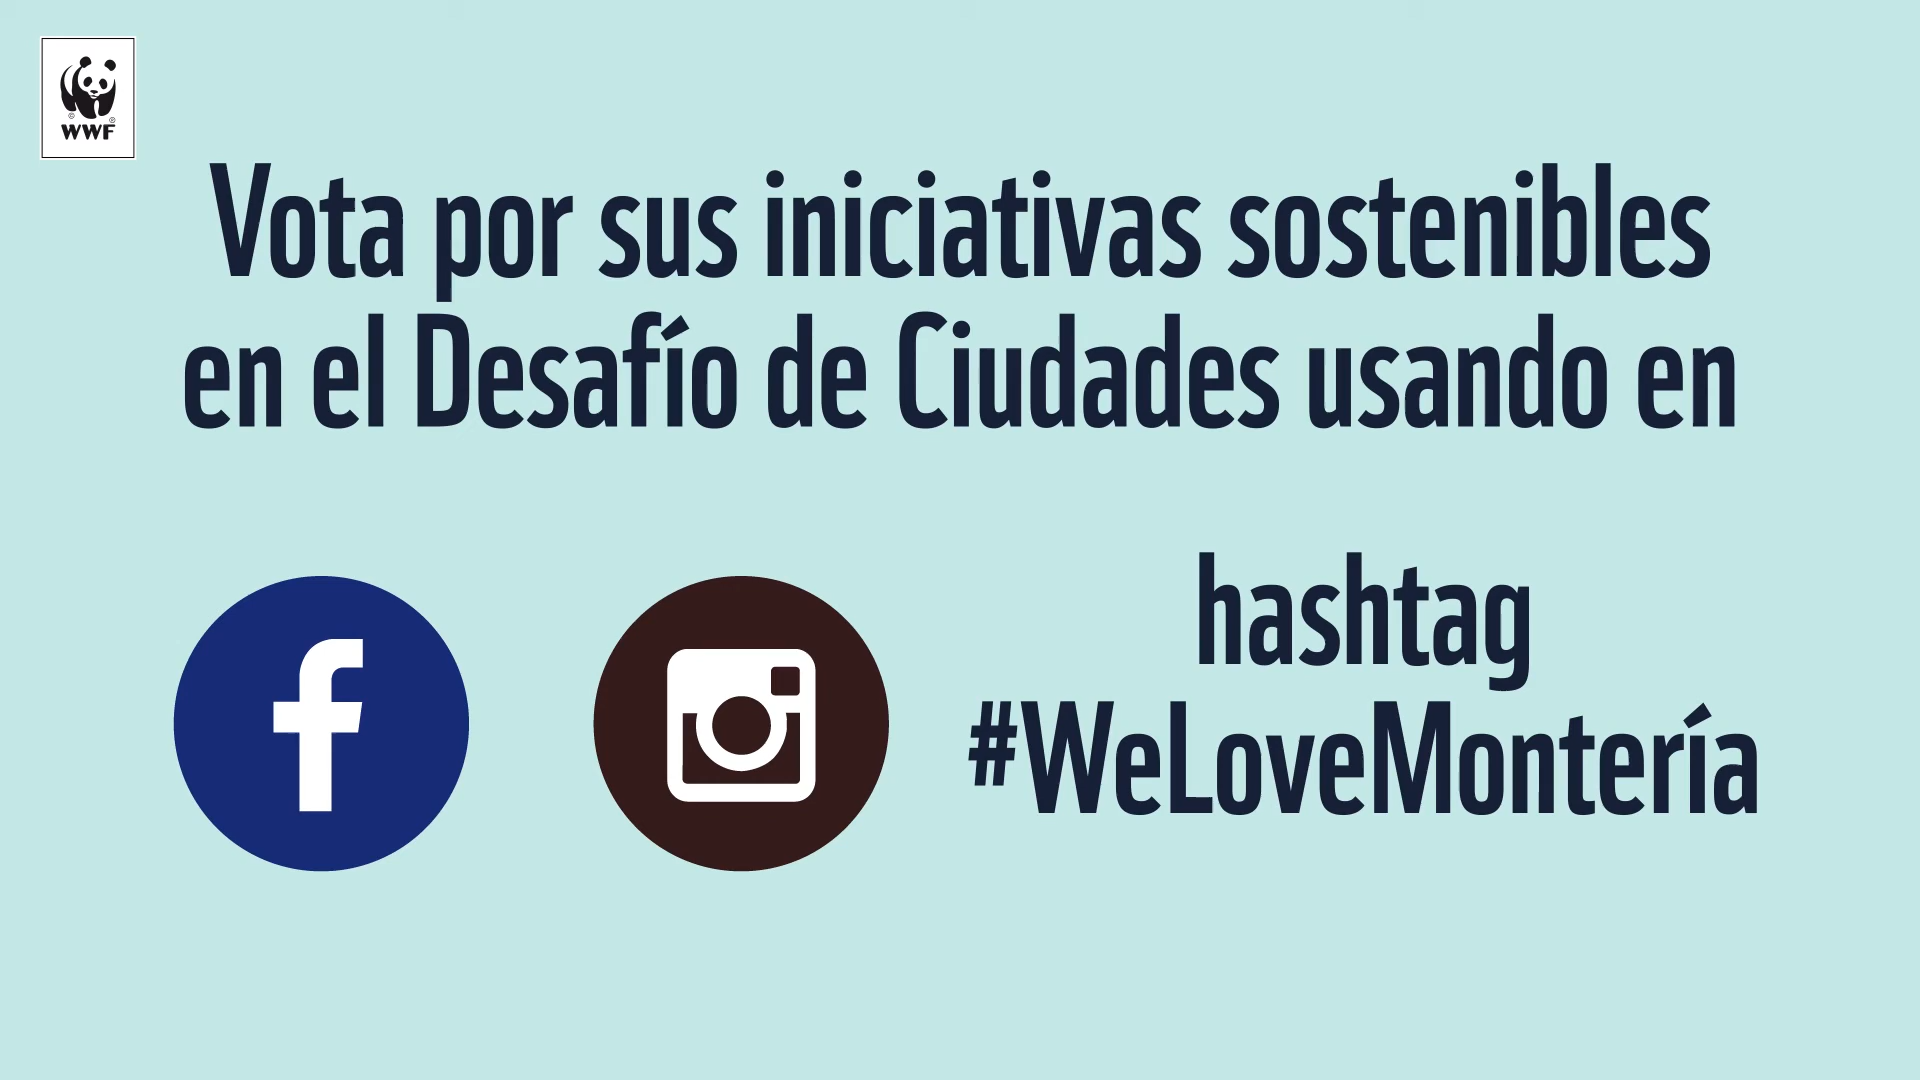 WWF
Vota por sus iniciativas sostenibles
en el Desafío de Ciudades usando en
hashtag
#WeLoveMontería